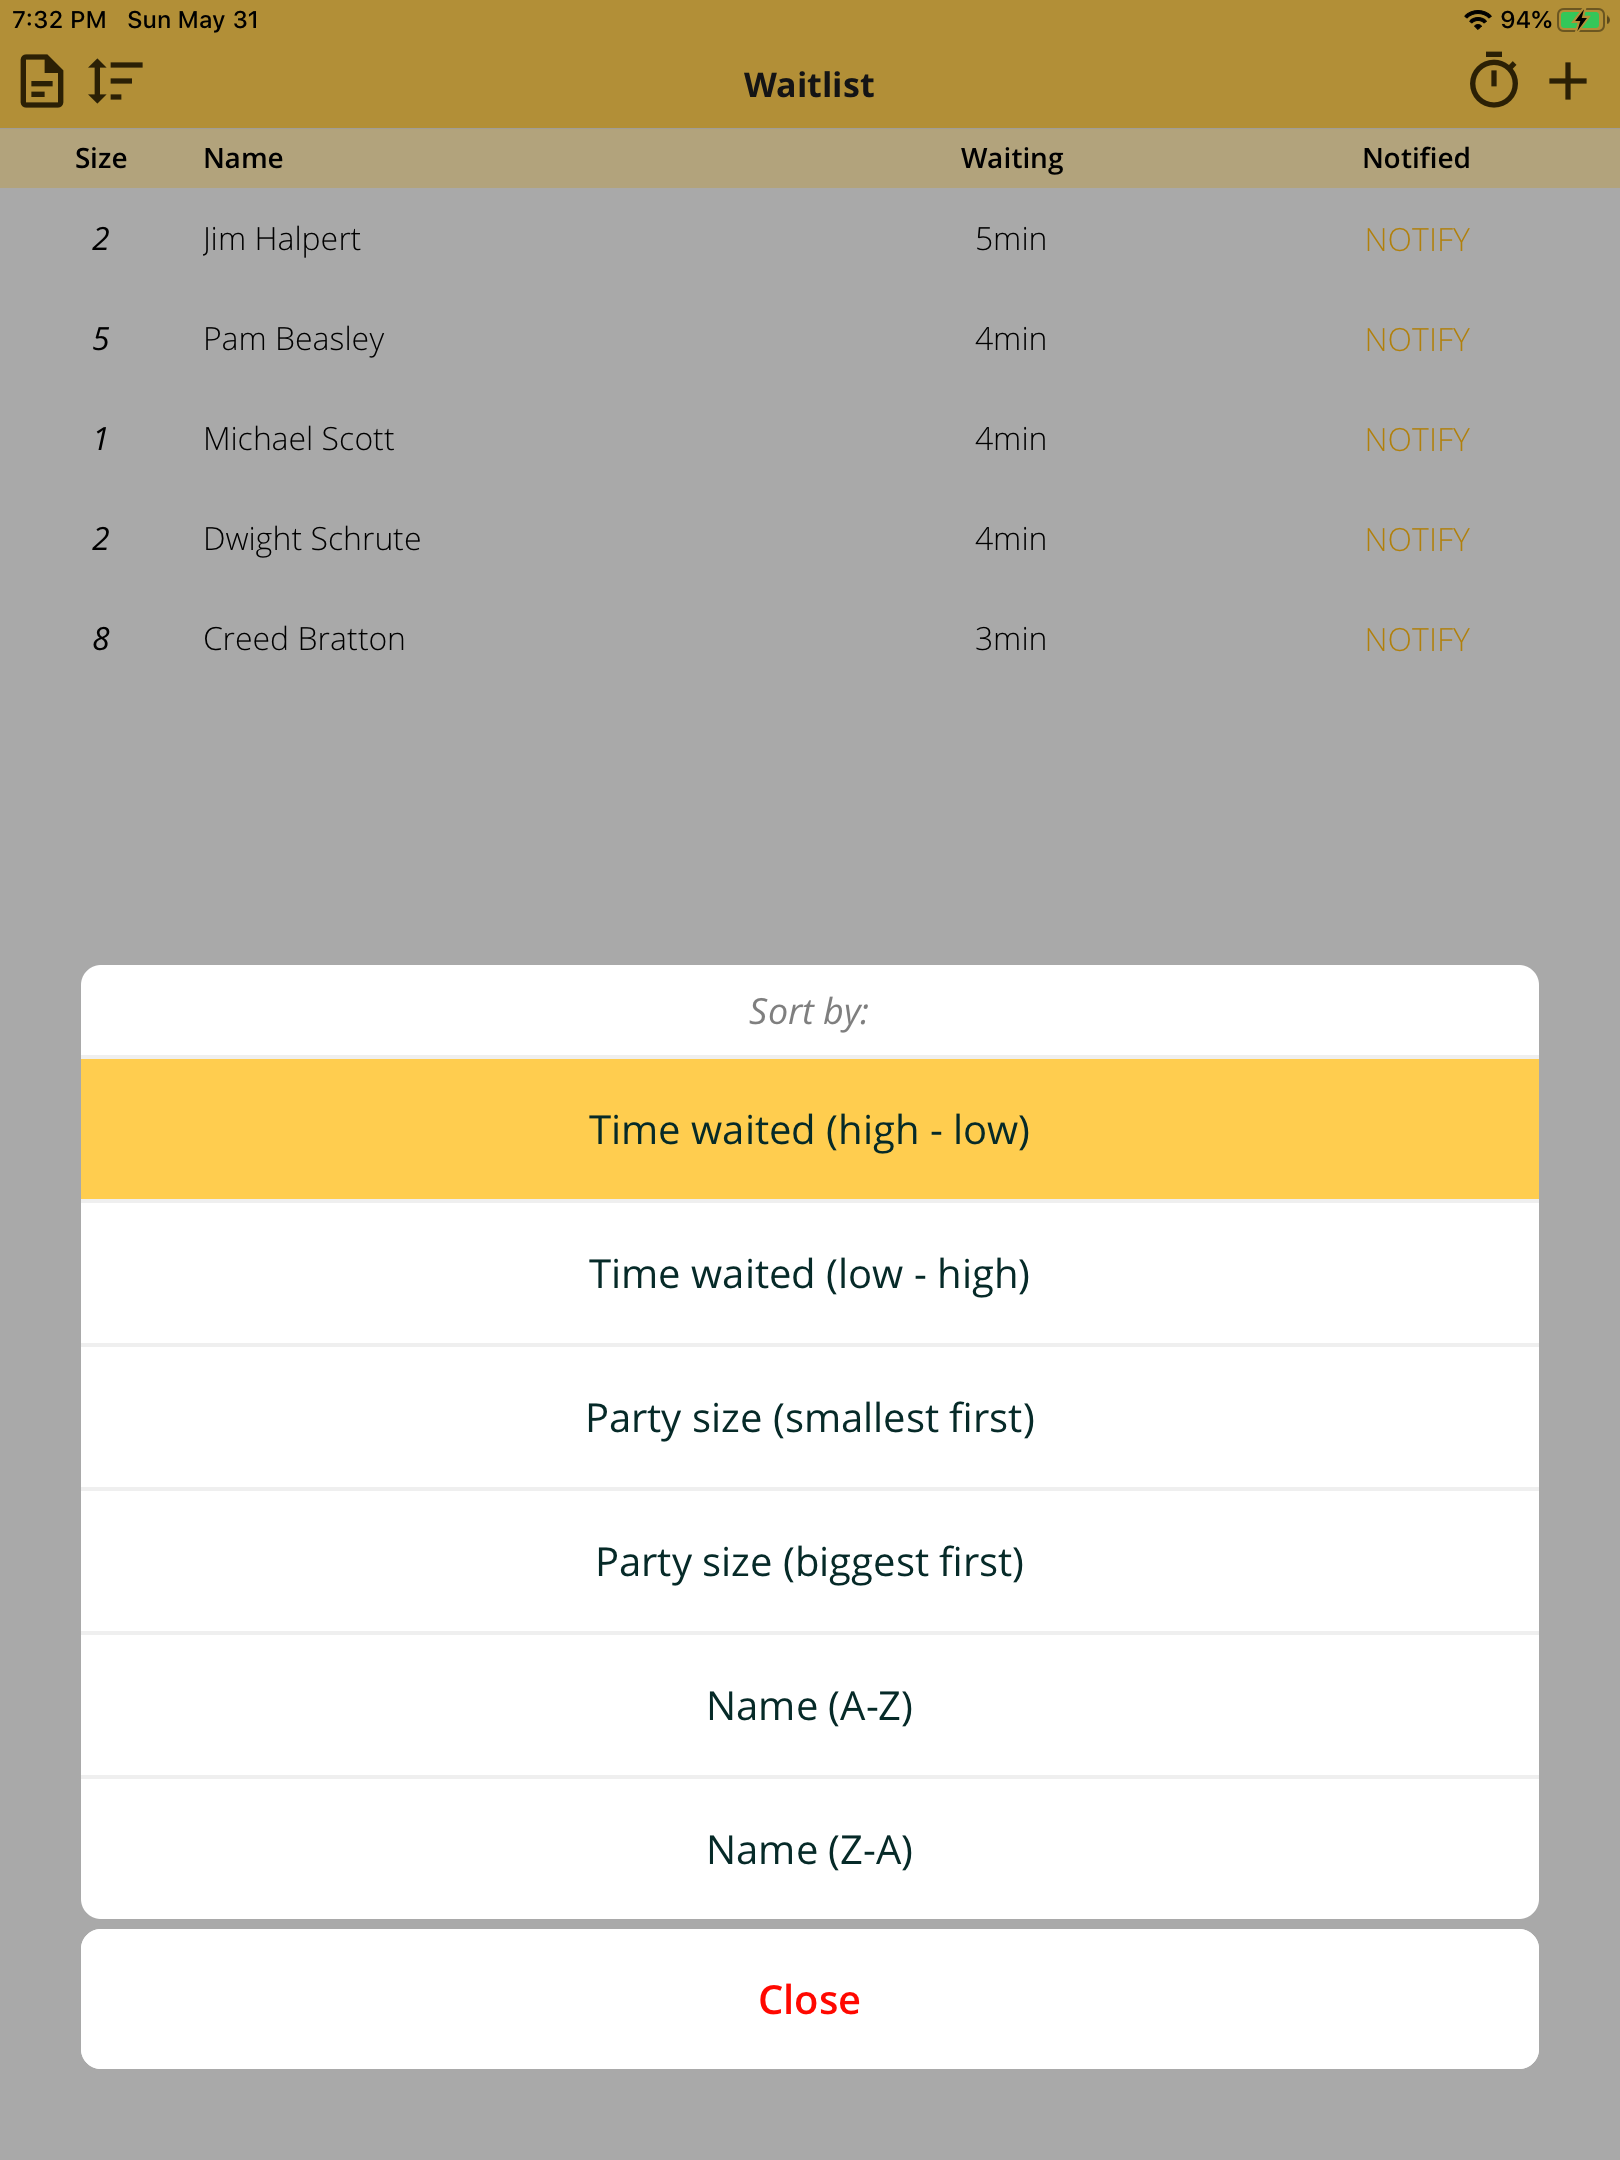 7:32 PM Sun May 31 94%
Waitlist
Size Name Waiting Notified
2 Jim Halpert 5min NOTIFY
5 Pam Beasley 4min NOTIFY
1 Michael Scott 4min NOTIFY
2 Dwight Schrute 4min NOTIFY
8 Creed Bratton 3min NOTIFY
Sort by:
Time waited (high - low)
Time waited (low - high)
Party size (smallest first)
Party size (biggest first)
Name (A-Z)
Name (Z-A)
Close